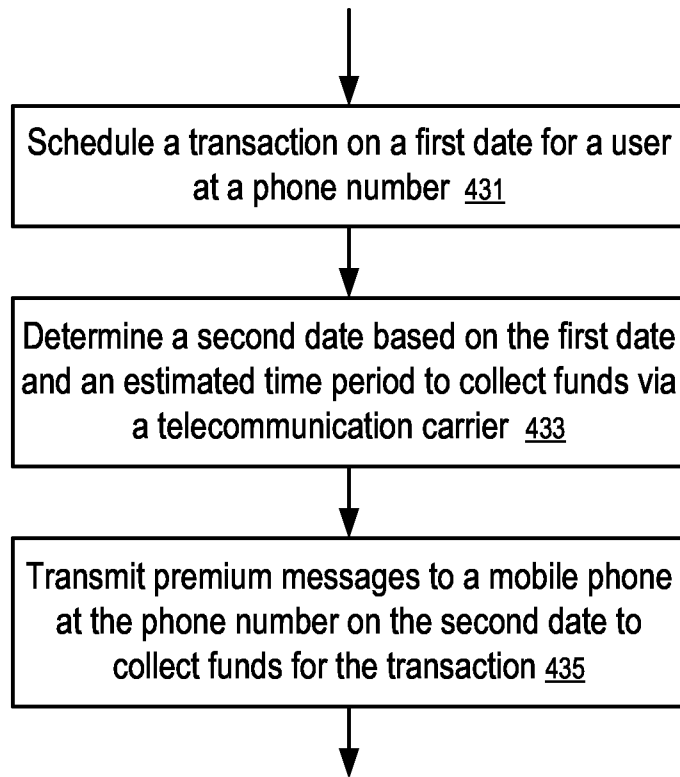 Schedule a transaction on a first date for a user
at a phone number 431
Determine a second date based on the first date
and an estimated time period to collect funds via
a telecommunication carrier 433
Transmit premium messages to a mobile phone
at the phone number on the second date to
collect funds for the transaction 435